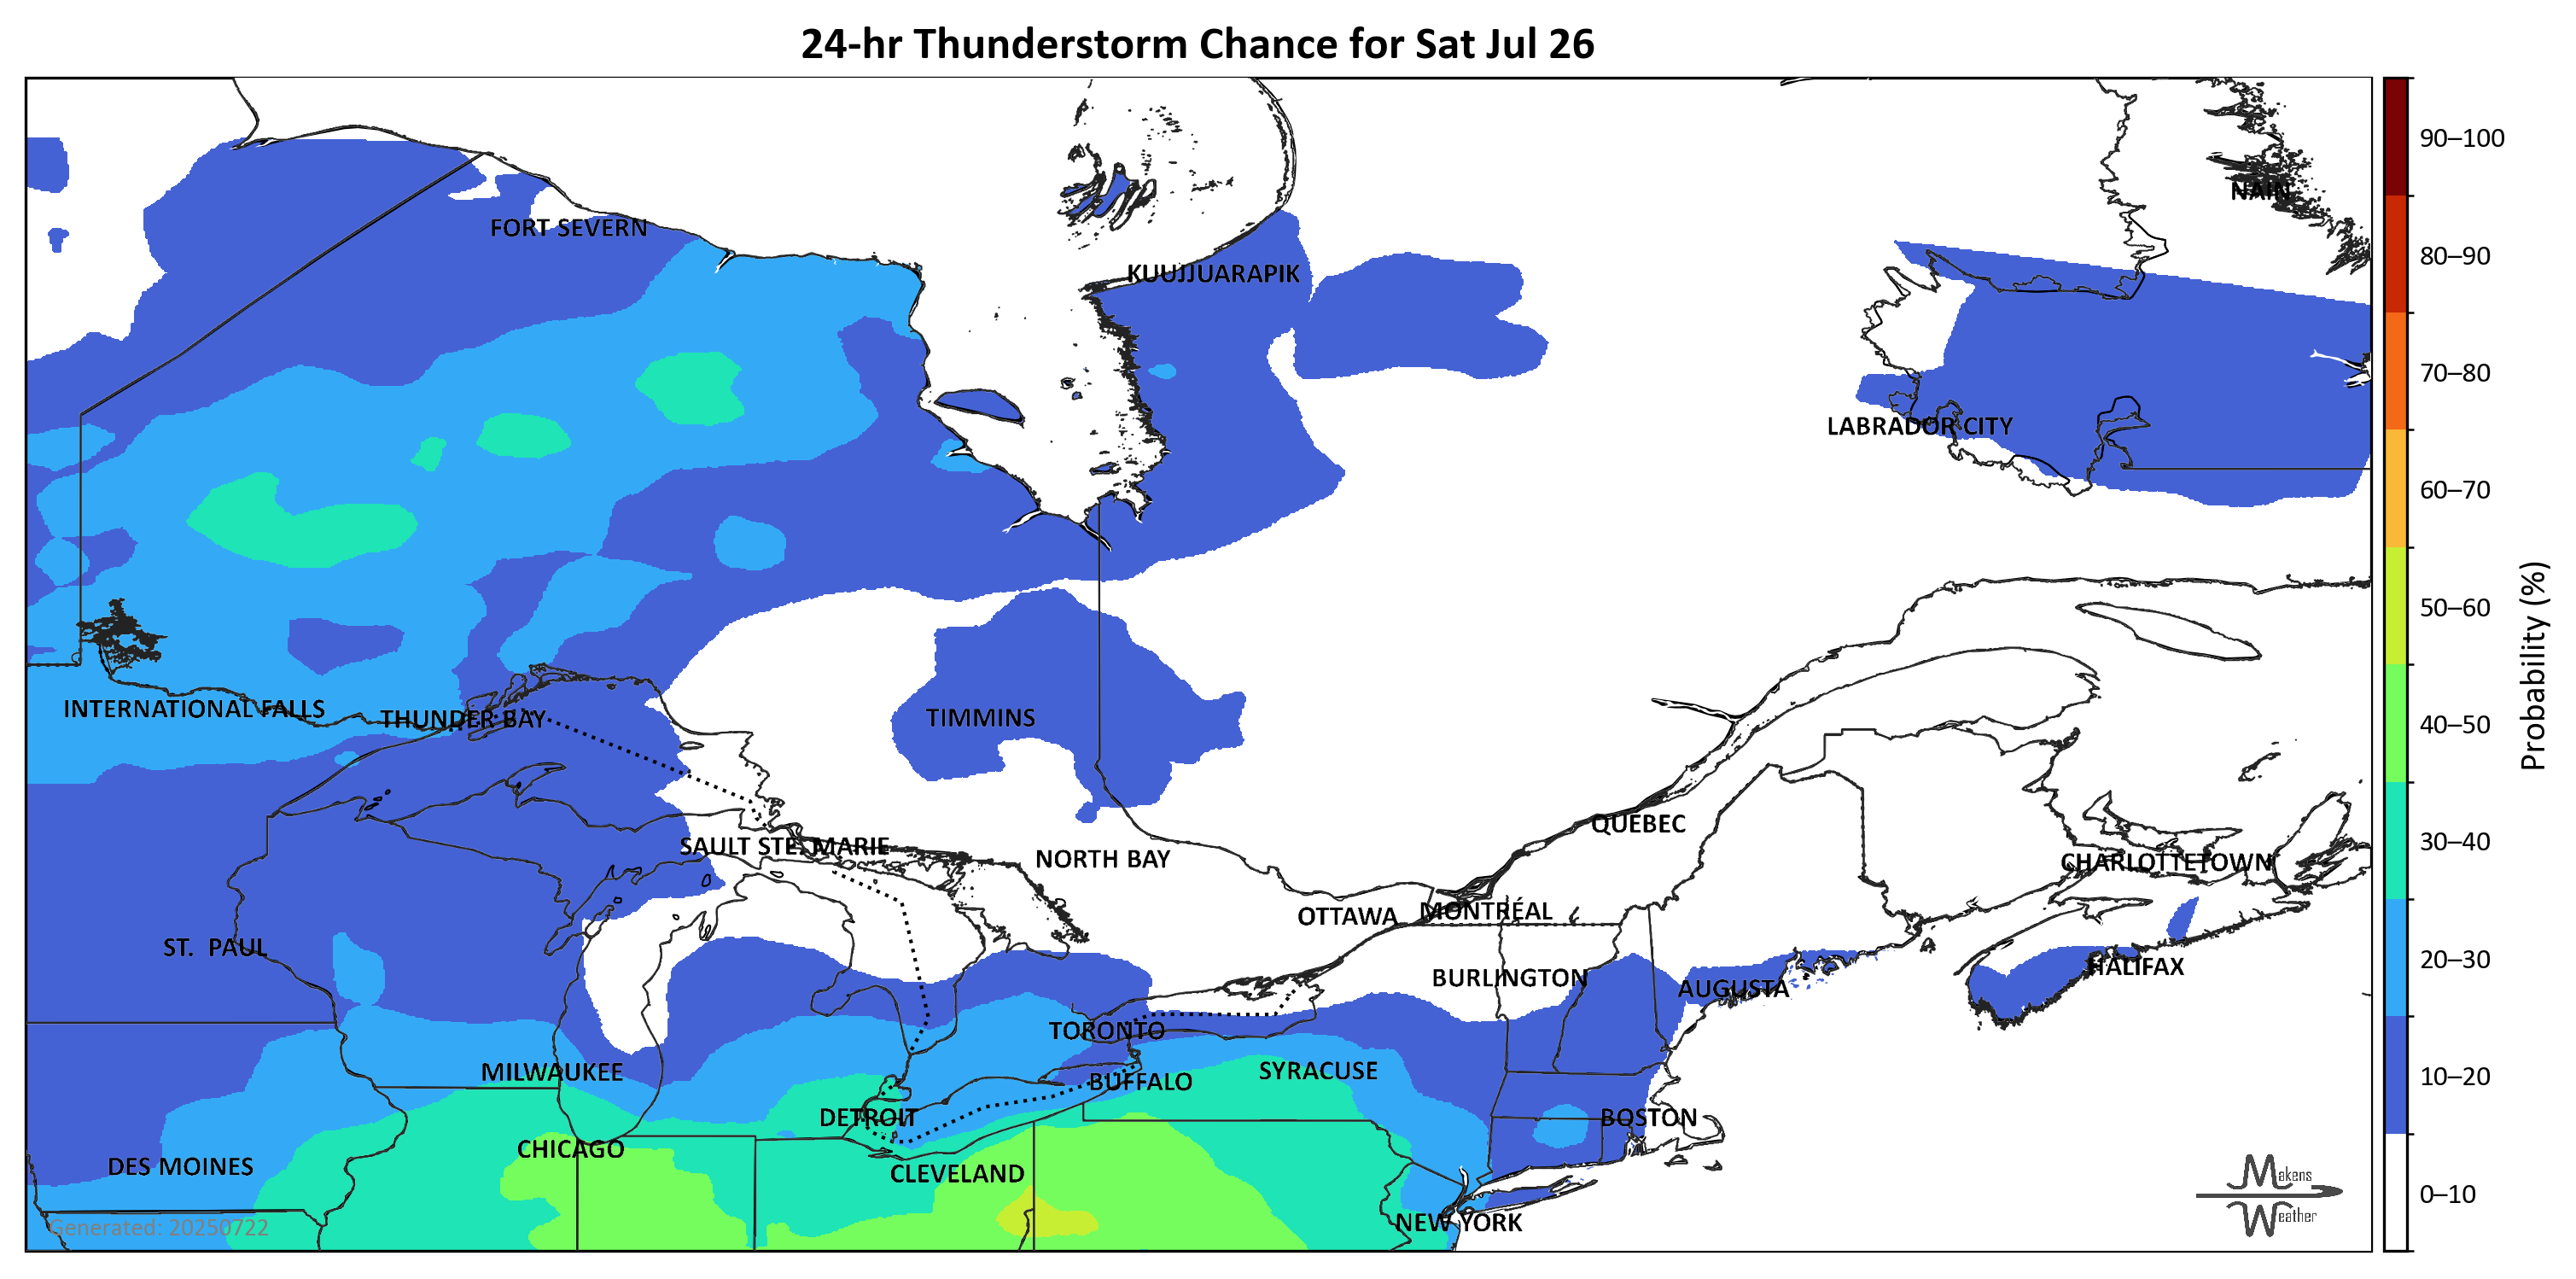 24-hr Thunderstorm Chance for Sat Jul 26
90–100
NAIN
FORT SEVERN
80–90
KUUJJUARAPIK
70–80
LABRADOR CITY
60–70
50–60
Probability (%)
INTERNATIONAL FALLS
THUNDER BAY
TIMMINS
40–50
QUEBEC
30–40
SAULT STE. MARIE
NORTH BAY
CHARLOTTETOWN
OTTAWA
MONTRÉAL
ST. PAUL
20–30
HALIFAX
BURLINGTON
AUGUSTA
TORONTO
MILWAUKEE
SYRACUSE
10–20
BUFFALO
DETROIT
BOSTON
CHICAGO
DES MOINES
CLEVELAND
Makens
Weather
0–10
NEW YORK
Generated: 20250722